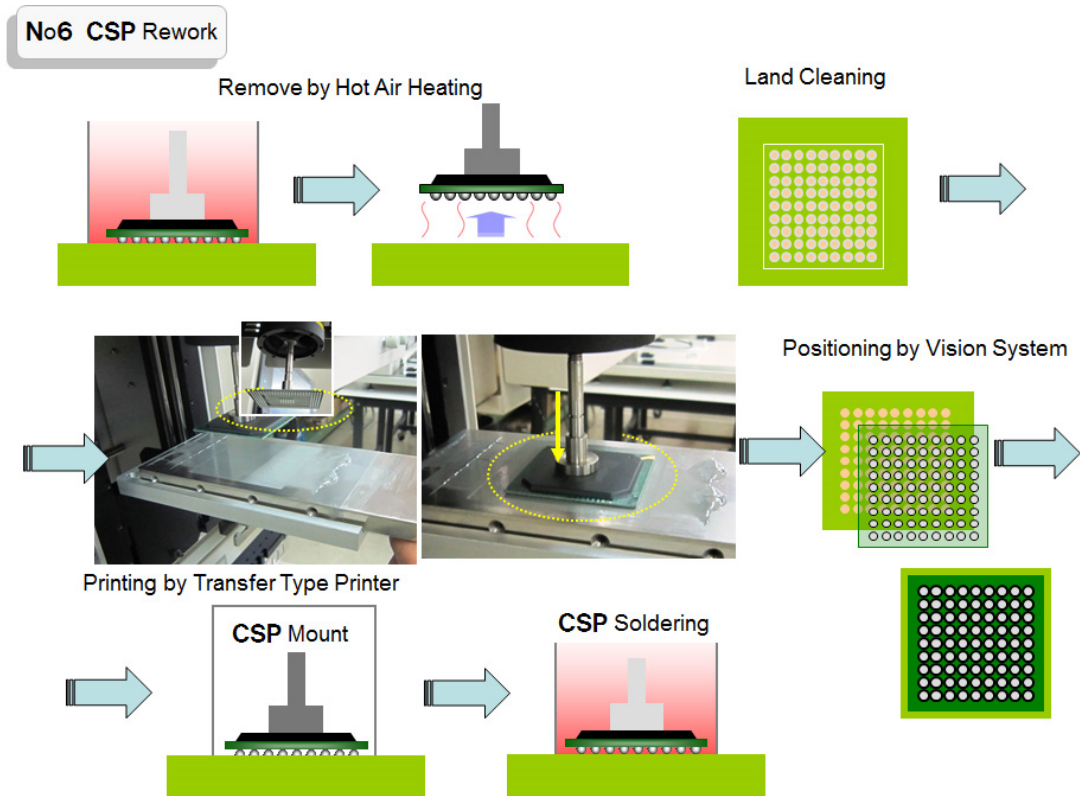 No6 CSP Rework
Remove by Hot Air Heating
Land Cleaning
Positioning by Vision System
Printing by Transfer Type Printer
CSP Mount
CSP Soldering